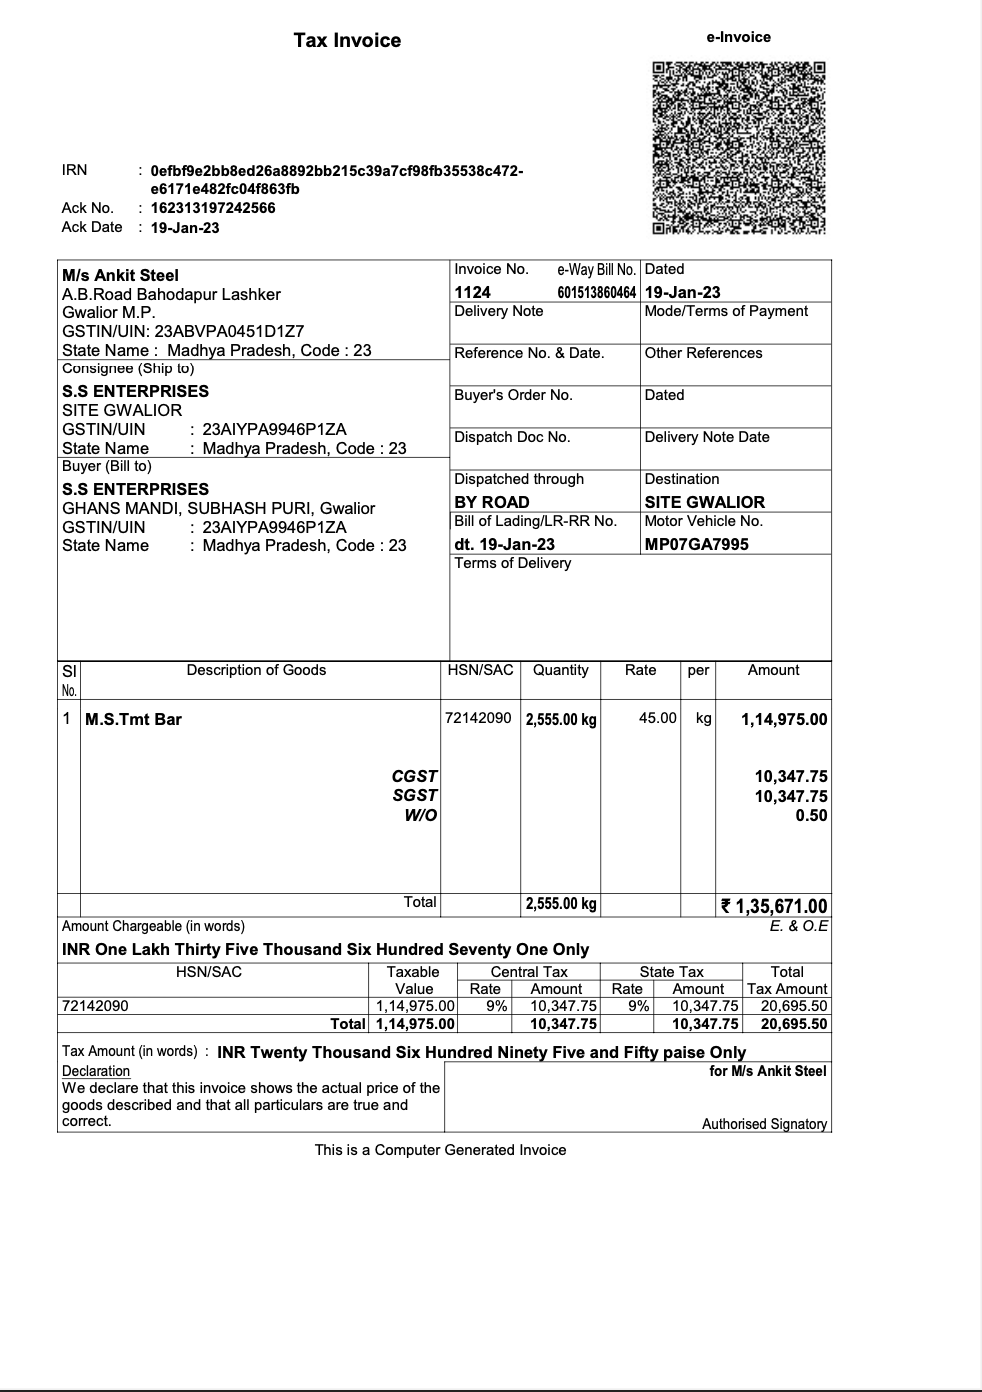 Tax Invoice
e-Invoice
IRN : 0efbf9e2bb8ed26a8892bb215c39a7cf98fb35538c472-
e6171e482fc04f863fb
Ack No. : 162313197242566
Ack Date : 19-Jan-23
M/s Ankit Steel
A.B.Road Bahodapur Lashker
Gwalior M.P.
GSTIN/UIN: 23ABVPA0451D1Z7
State Name : Madhya Pradesh, Code : 23
Consignee (Ship to)
S.S ENTERPRISES
SITE GWALIOR
GSTIN/UIN : 23AIYPA9946P1ZA
State Name : Madhya Pradesh, Code : 23
Buyer (Bill to)
S.S ENTERPRISES
GHANS MANDI, SUBHASH PURI, Gwalior
GSTIN/UIN : 23AIYPA9946P1ZA
State Name : Madhya Pradesh, Code : 23
Invoice No. e-Way Bill No. Dated
1124 601513860464 19-Jan-23
Delivery Note Mode/Terms of Payment
Reference No. & Date. Other References
Buyer's Order No. Dated
Dispatch Doc No. Delivery Note Date
Dispatched through Destination
BY ROAD SITE GWALIOR
Bill of Lading/LR-RR No. Motor Vehicle No.
dt. 19-Jan-23 MP07GA7995
Terms of Delivery
Sl Description of Goods HSN/SAC Quantity Rate per Amount
No.
1 M.S.Tmt Bar 72142090 2,555.00 kg 45.00 kg 1,14,975.00
CGST 10,347.75
SGST 10,347.75
W/O 0.50
Total 2,555.00 kg ₹ 1,35,671.00
Amount Chargeable (in words) E. & O.E
INR One Lakh Thirty Five Thousand Six Hundred Seventy One Only
HSN/SAC Taxable Central Tax State Tax Total
Value Rate Amount Rate Amount Tax Amount
72142090 1,14,975.00 9% 10,347.75 9% 10,347.75 20,695.50
Total 1,14,975.00 10,347.75 10,347.75 20,695.50
Tax Amount (in words) : INR Twenty Thousand Six Hundred Ninety Five and Fifty paise Only
Declaration
We declare that this invoice shows the actual price of the
goods described and that all particulars are true and
correct.
for M/s Ankit Steel
Authorised Signatory
This is a Computer Generated Invoice